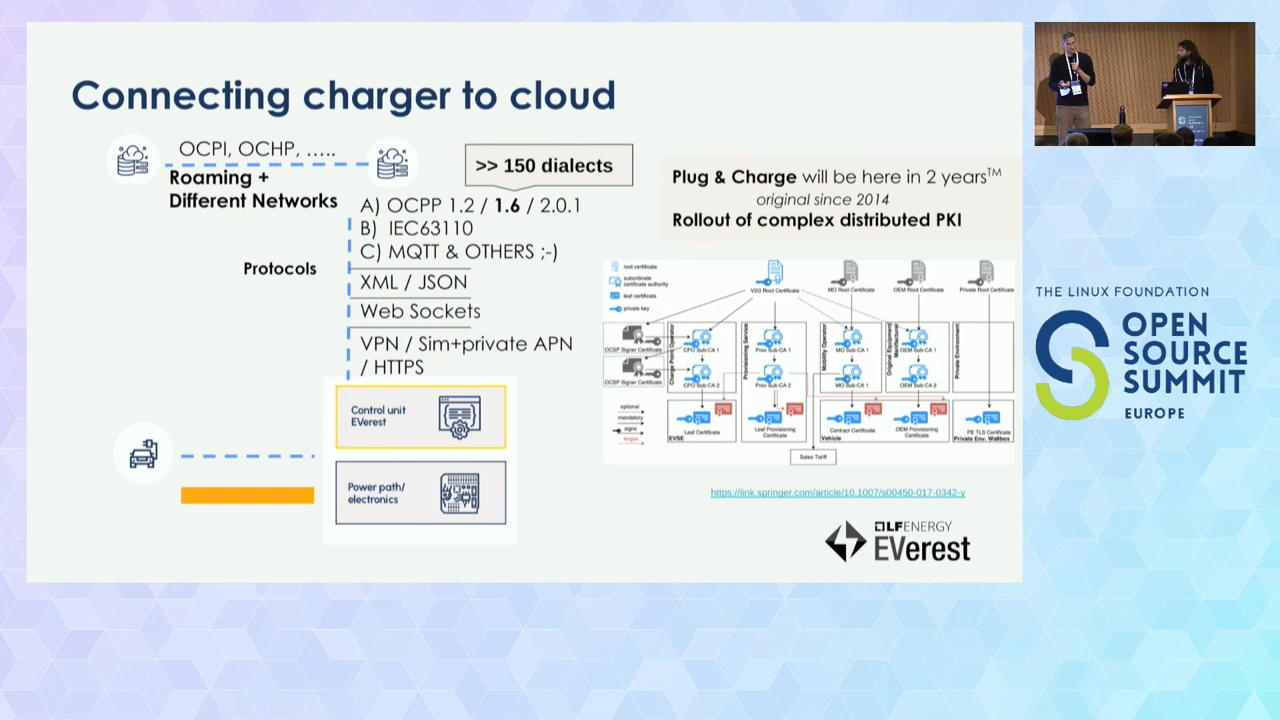 Connecting charger to cloud
OCPI, OCHP, .....
Roaming +
Different Networks
>> 150 dialects
A) OCPP 1.2 / 1.6 / 2.0.1
B) IEC63110
C) MQTT & OTHERS ;-)
Protocols
XML / JSON
Web Sockets
VPN / Sim+private APN
/ HTTPS
Control unit
EVerest
Power path/
electronics
Plug & Charge will be here in 2 yearsTM
original since 2014
Rollout of complex distributed PKI
root certificate
subordinate
certificate authority
leaf certificate
private key
V2G Root Certificate
MO Root Certificate
OEM Root Certificate
Private Root Certificate
OCSP Signer Certificate
OCSP Signer Certificate
Charge Point Operator
CPO Sub-CA 1
CPO Sub-CA 2
Provisioning Service
Prov Sub-CA 1
Prov Sub-CA 2
Mobility Operator
MO Sub-CA 1
MO Sub-CA 1
Original Equipment
Manufacturer
OEM Sub-CA 1
OEM Sub-CA 2
Private Environment
optional
mandatory
signs
Leaf Certificate
EVSE
Leaf Provisioning
Certificate
Contract Certificate
Vehicle
OEM Provisioning
Certificate
PE TLS Certificate
Private Env. Wallbox
Sales Tariff
https://link.springer.com/article/10.1007/s00450-017-0342-y
LFENERGY
EVerest
THE LINUX FOUNDATION
OPEN
SOURCE
SUMMIT
EUROPE